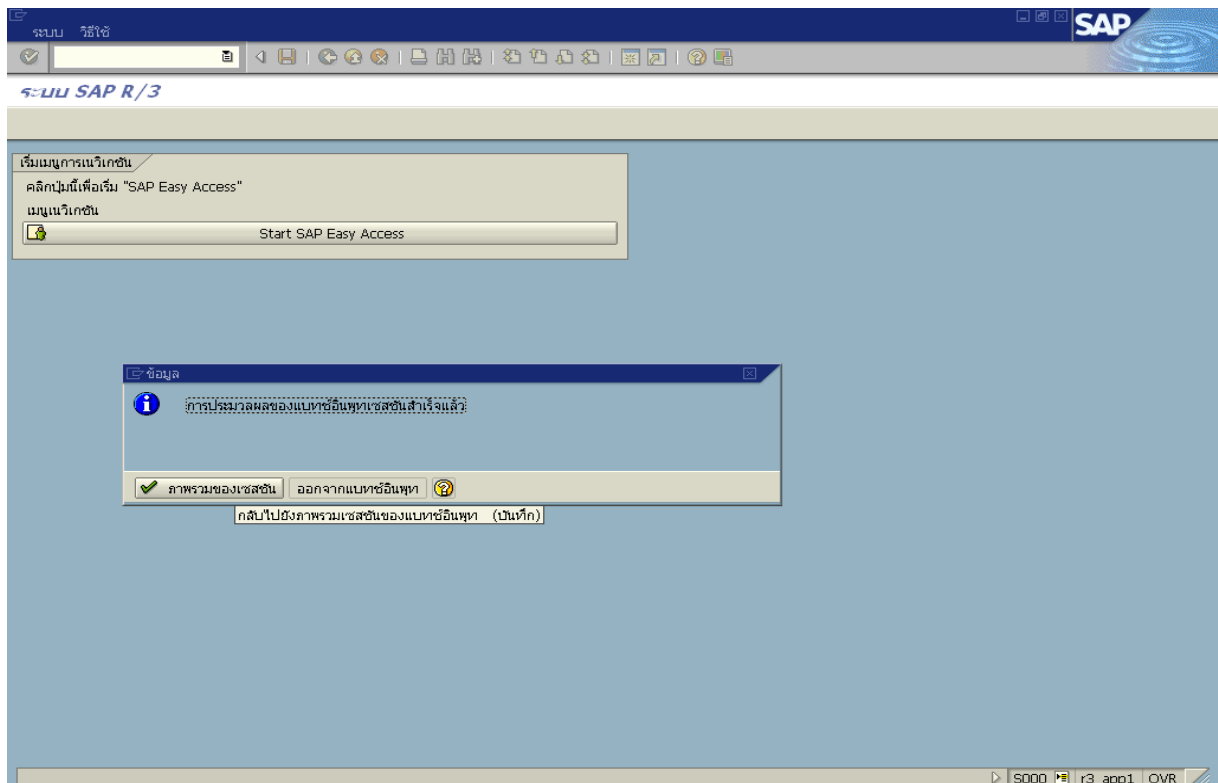 ระบบ วิธีใช้
SAP
ระบบ SAP R/3
เริ่มเมนูการเนวิเกชัน
คลิกปุ่มนี้เพื่อเริ่ม "SAP Easy Access"
เมนูเนวิเกชัน
Start SAP Easy Access
ข้อมูล
การประมวลผลของแบทช์อินพุทเซสชันสำเร็จแล้ว
ภาพรวมของเซสชัน ออกจากแบทช์อินพุท
กลับไปยังภาพรวมเซสชันของแบทช์อินพุท (บันทึก)
S000 r3_app1 OVR